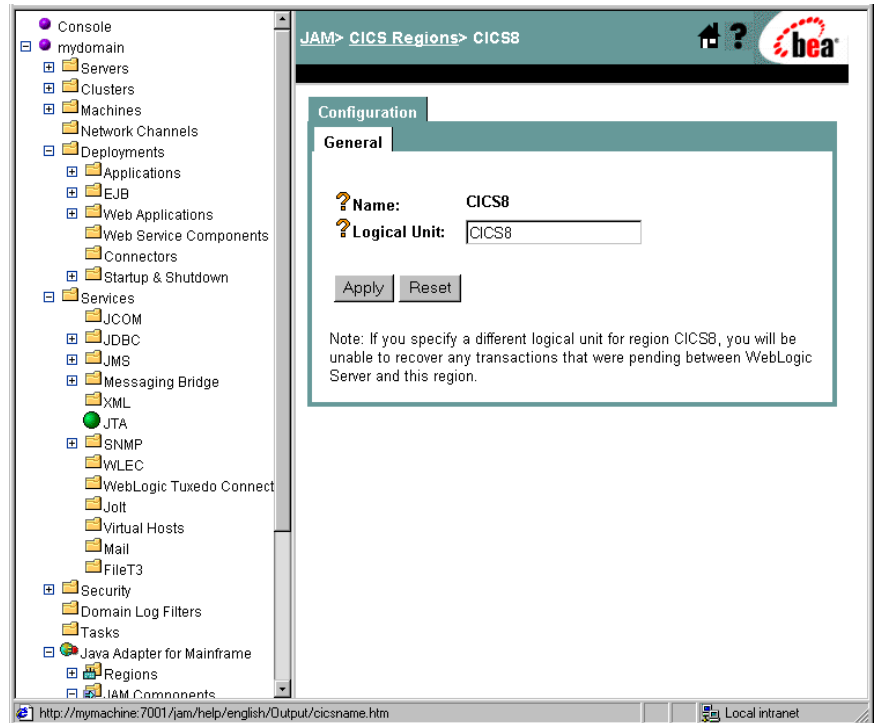 Console
mydomain
Servers
Clusters
Machines
Network Channels
Deployments
Applications
EJB
Web Applications
Web Service Components
Connectors
Startup & Shutdown
Services
JCOM
JDBC
JMS
Messaging Bridge
XML
JTA
SNMP
WLEC
WebLogic Tuxedo Connect
Jolt
Virtual Hosts
Mail
FileT3
Security
Domain Log Filters
Tasks
Java Adapter for Mainframe
Regions
JAM Components
JAM> CICS Regions> CICS8
?
bea
Configuration
General
? Name: CICS8
? Logical Unit: CICS8
Apply Reset
Note: If you specify a different logical unit for region CICS8, you will be
unable to recover any transactions that were pending between WebLogic
Server and this region.
http://mymachine:7001/jam/help/english/Output/cicsname.htm
Local intranet